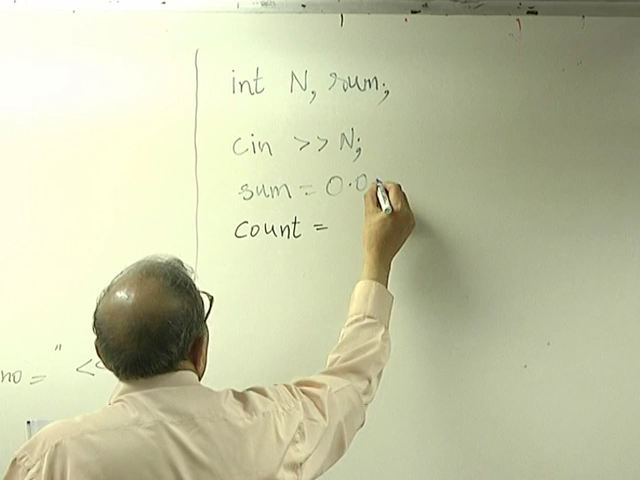 int N, sum;
cin >> N;
sum = 0.0
count =
no = " <